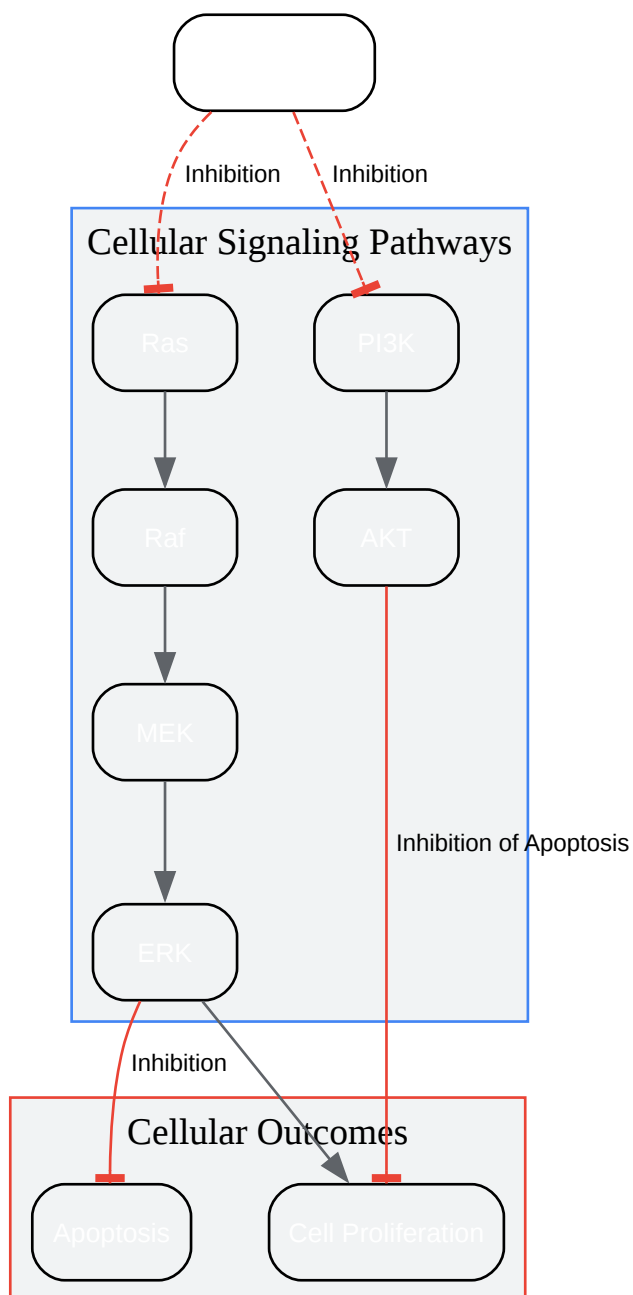 Inhibition
Inhibition
Cellular Signaling Pathways
Ras
PI3K
Raf
AKT
MEK
Inhibition of Apoptosis
ERK
Inhibition
Cellular Outcomes
Apoptosis
Cell Proliferation